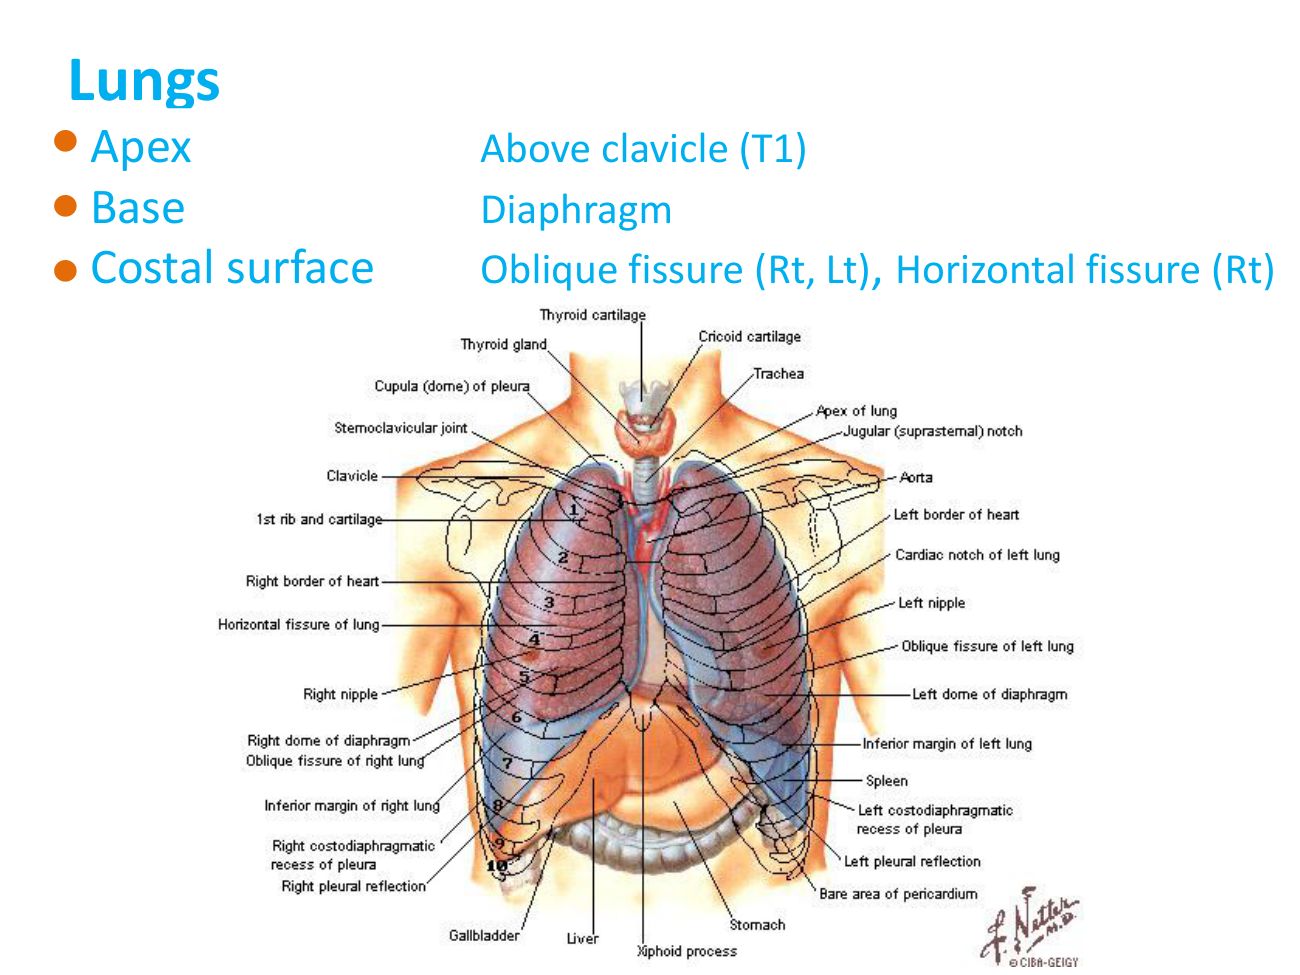 Lungs
Apex Above clavicle (T1)
Base Diaphragm
Costal surface Oblique fissure (Rt, Lt), Horizontal fissure (Rt)
Thyroid cartilage
Cricoid cartilage
Thyroid gland
Trachea
Cupula (dome) of pleura
Apex of lung
Sternoclavicular joint
Jugular (suprasternal) notch
Clavicle
Aorta
1st rib and cartilage
Left border of heart
Cardiac notch of left lung
Right border of heart
Left nipple
Horizontal fissure of lung
Oblique fissure of left lung
Right nipple
Left dome of diaphragm
Right dome of diaphragm
Inferior margin of left lung
Oblique fissure of right lung
Spleen
Inferior margin of right lung
Left costodiaphragmatic
recess of pleura
Right costodiaphragmatic
recess of pleura
Left pleural reflection
Right pleural reflection
Bare area of pericardium
Gallbladder
Liver
Xiphoid process
Stomach
1
2
3
4
5
6
7
8
9
10
F. Netter
M.D.
© CIBA-GEIGY